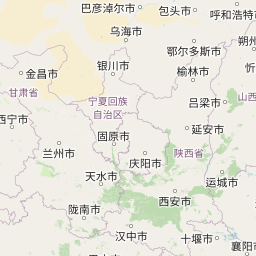 巴彦淖尔市
包头市
呼和浩特
乌海市
鄂尔多斯市
朔州
银川市
榆林市
忻
金昌市
甘肃省
宁夏回族
自治区
吕梁市
山西
西宁市
固原市
延安市
兰州市
庆阳市
陕西省
天水市
运城市
西安市
陇南市
汉中市
十堰市
襄阳市